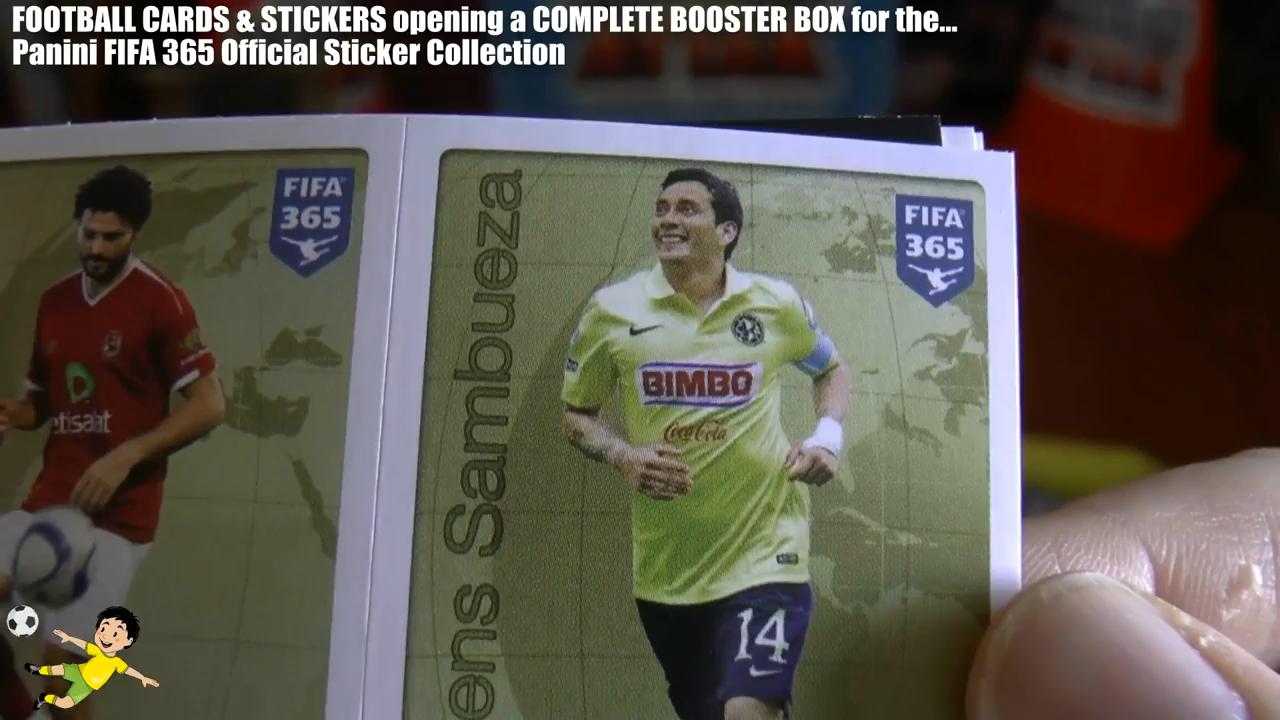 FOOTBALL CARDS & STICKERS opening a COMPLETE BOOSTER BOX for the...
Panini FIFA 365 Official Sticker Collection
FIFA
365
etisalat
ens Sambueza
FIFA
365
BIMBO
Coca-Cola
14